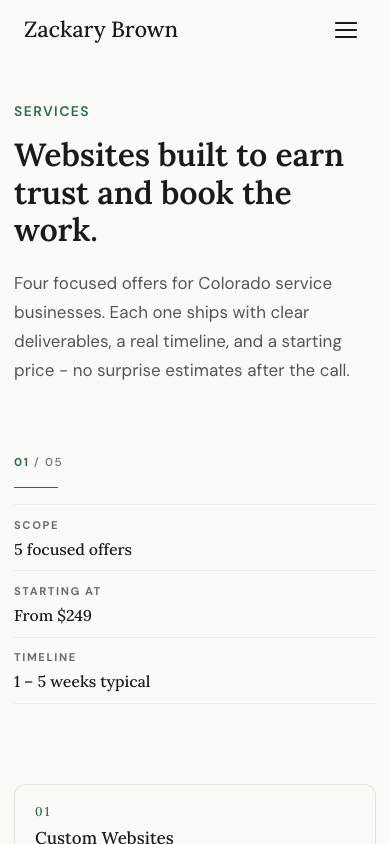 Zackary Brown
SERVICES
Websites built to earn
trust and book the
work.
Four focused offers for Colorado service
businesses. Each one ships with clear
deliverables, a real timeline, and a starting
price - no surprise estimates after the call.
01 / 05
SCOPE
5 focused offers
STARTING AT
From $249
TIMELINE
1 – 5 weeks typical
01
Custom Websites